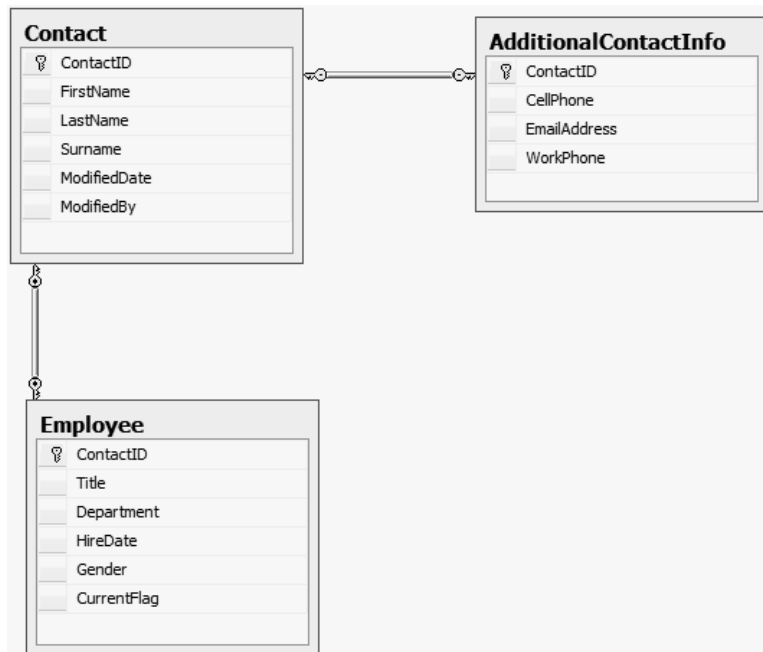 Contact
ContactID
FirstName
LastName
Surname
ModifiedDate
ModifiedBy
AdditionalContactInfo
ContactID
CellPhone
EmailAddress
WorkPhone
Employee
ContactID
Title
Department
HireDate
Gender
CurrentFlag